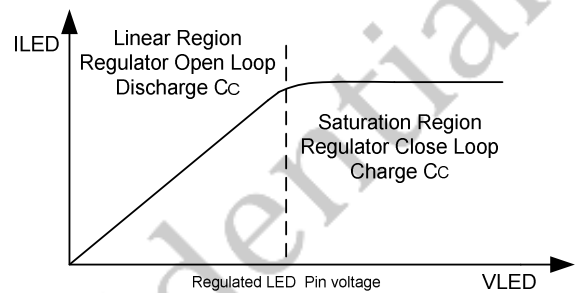 ILED
Linear Region
Regulator Open Loop
Discharge CC
Saturation Region
Regulator Close Loop
Charge CC
Regulated LED Pin voltage
VLED
dential